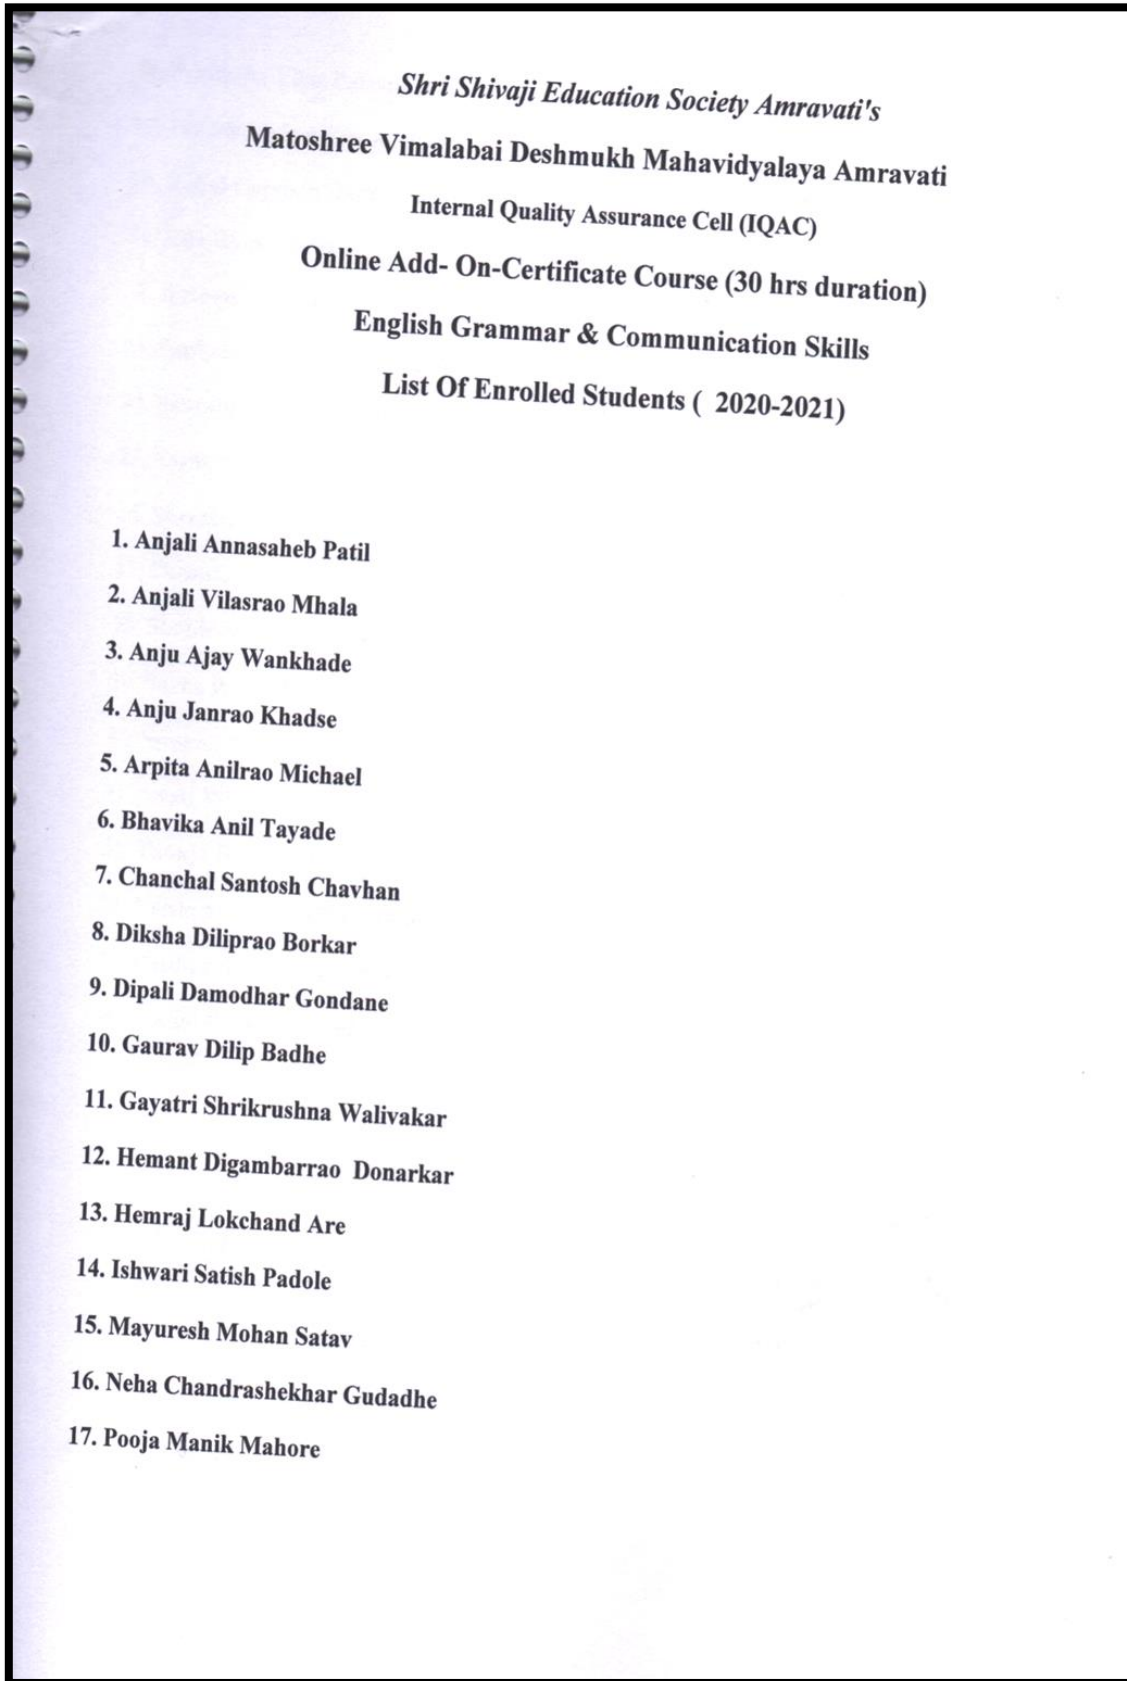 Shri Shivaji Education Society Amravati's
Matoshree Vimalabai Deshmukh Mahavidyalaya Amravati
Internal Quality Assurance Cell (IQAC)
Online Add- On-Certificate Course (30 hrs duration)
English Grammar & Communication Skills
List Of Enrolled Students ( 2020-2021)
1. Anjali Annasaheb Patil
2. Anjali Vilasrao Mhala
3. Anju Ajay Wankhade
4. Anju Janrao Khadse
5. Arpita Anilrao Michael
6. Bhavika Anil Tayade
7. Chanchal Santosh Chavhan
8. Diksha Diliprao Borkar
9. Dipali Damodhar Gondane
10. Gaurav Dilip Badhe
11. Gayatri Shrikrushna Walivakar
12. Hemant Digambarrao Donarkar
13. Hemraj Lokchand Are
14. Ishwari Satish Padole
15. Mayuresh Mohan Satav
16. Neha Chandrashekhar Gudadhe
17. Pooja Manik Mahore